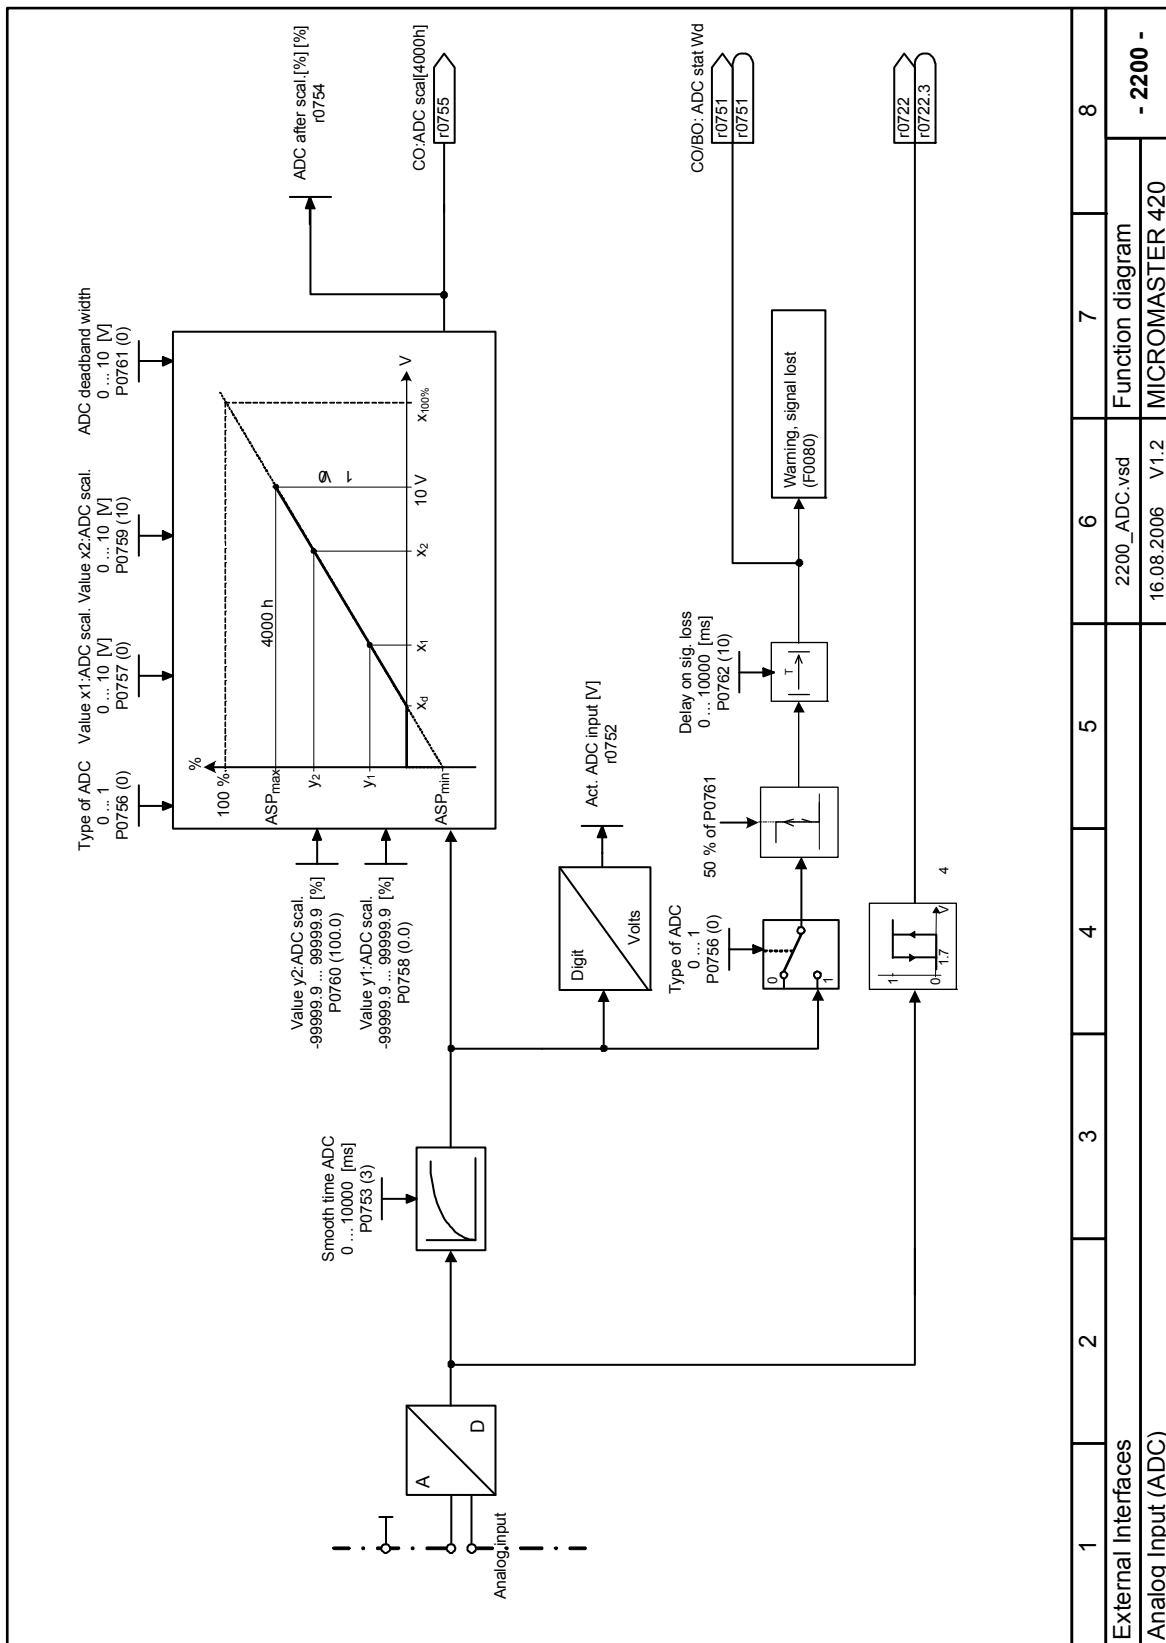 Type of ADC
0 ... 1
P0756 (0)
Value x1:ADC scal.
0 ... 10 [V]
P0757 (0)
Value x2:ADC scal.
0 ... 10 [V]
P0759 (10)
ADC deadband width
0 ... 10 [V]
P0761 (0)
ADC after scal.[%] [%]
r0754
CO:ADC scal[4000h]
r0755
%
100 %
ASPmax
y2
y1
ASPmin
4000 h
xd
x1
x2
10 V
x100%
V
Value y2:ADC scal.
-99999.9 ... 99999.9 [%]
P0760 (100.0)
Value y1:ADC scal.
-99999.9 ... 99999.9 [%]
P0758 (0.0)
Smooth time ADC
0 ... 10000 [ms]
P0753 (3)
A
D
Analog input
Digit
Volts
Act. ADC input [V]
r0752
Type of ADC
0 ... 1
P0756 (0)
0
1
50 % of P0761
Delay on sig. loss
0 ... 10000 [ms]
P0762 (10)
T
Warning, signal lost
(F0080)
CO/BO: ADC stat Wd
r0751
r0751
1
0
1.7
V
4
r0722
r0722.3
1
2
3
4
5
6
7
8
External Interfaces
2200_ADC.vsd
Function diagram
- 2200 -
Analog Input (ADC)
16.08.2006
V1.2
MICROMASTER 420